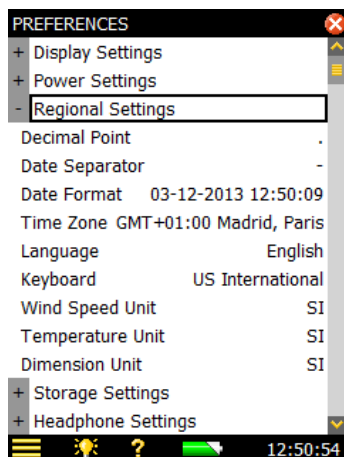 PREFERENCES
+ Display Settings
+ Power Settings
- Regional Settings
Decimal Point .
Date Separator -
Date Format 03-12-2013 12:50:09
Time Zone GMT+01:00 Madrid, Paris
Language English
Keyboard US International
Wind Speed Unit SI
Temperature Unit SI
Dimension Unit SI
+ Storage Settings
+ Headphone Settings
? 12:50:54